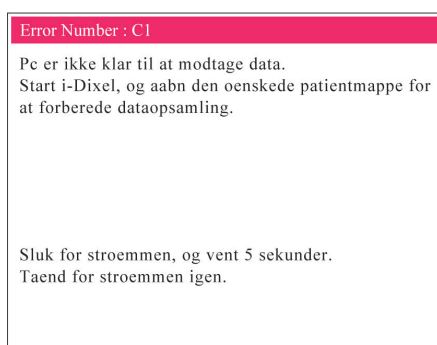 Error Number : C1
Pc er ikke klar til at modtage data.
Start i-Dixel, og aabn den oenskede patientmappe for
at forberede dataopsamling.
Sluk for stroemmen, og vent 5 sekunder.
Taend for stroemmen igen.